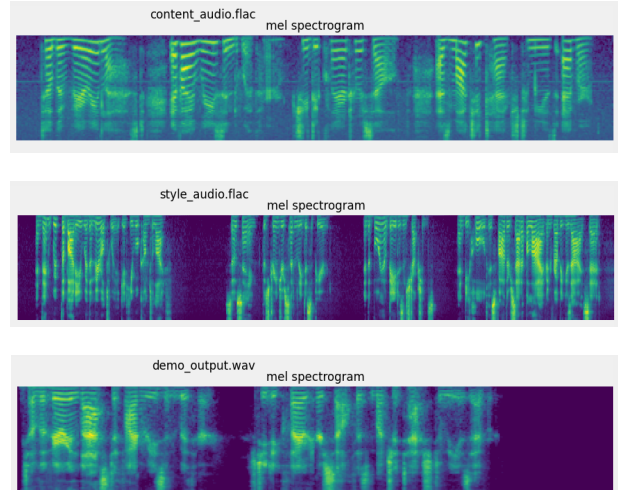 content_audio.flac
mel spectrogram
style_audio.flac
mel spectrogram
demo_output.wav
mel spectrogram